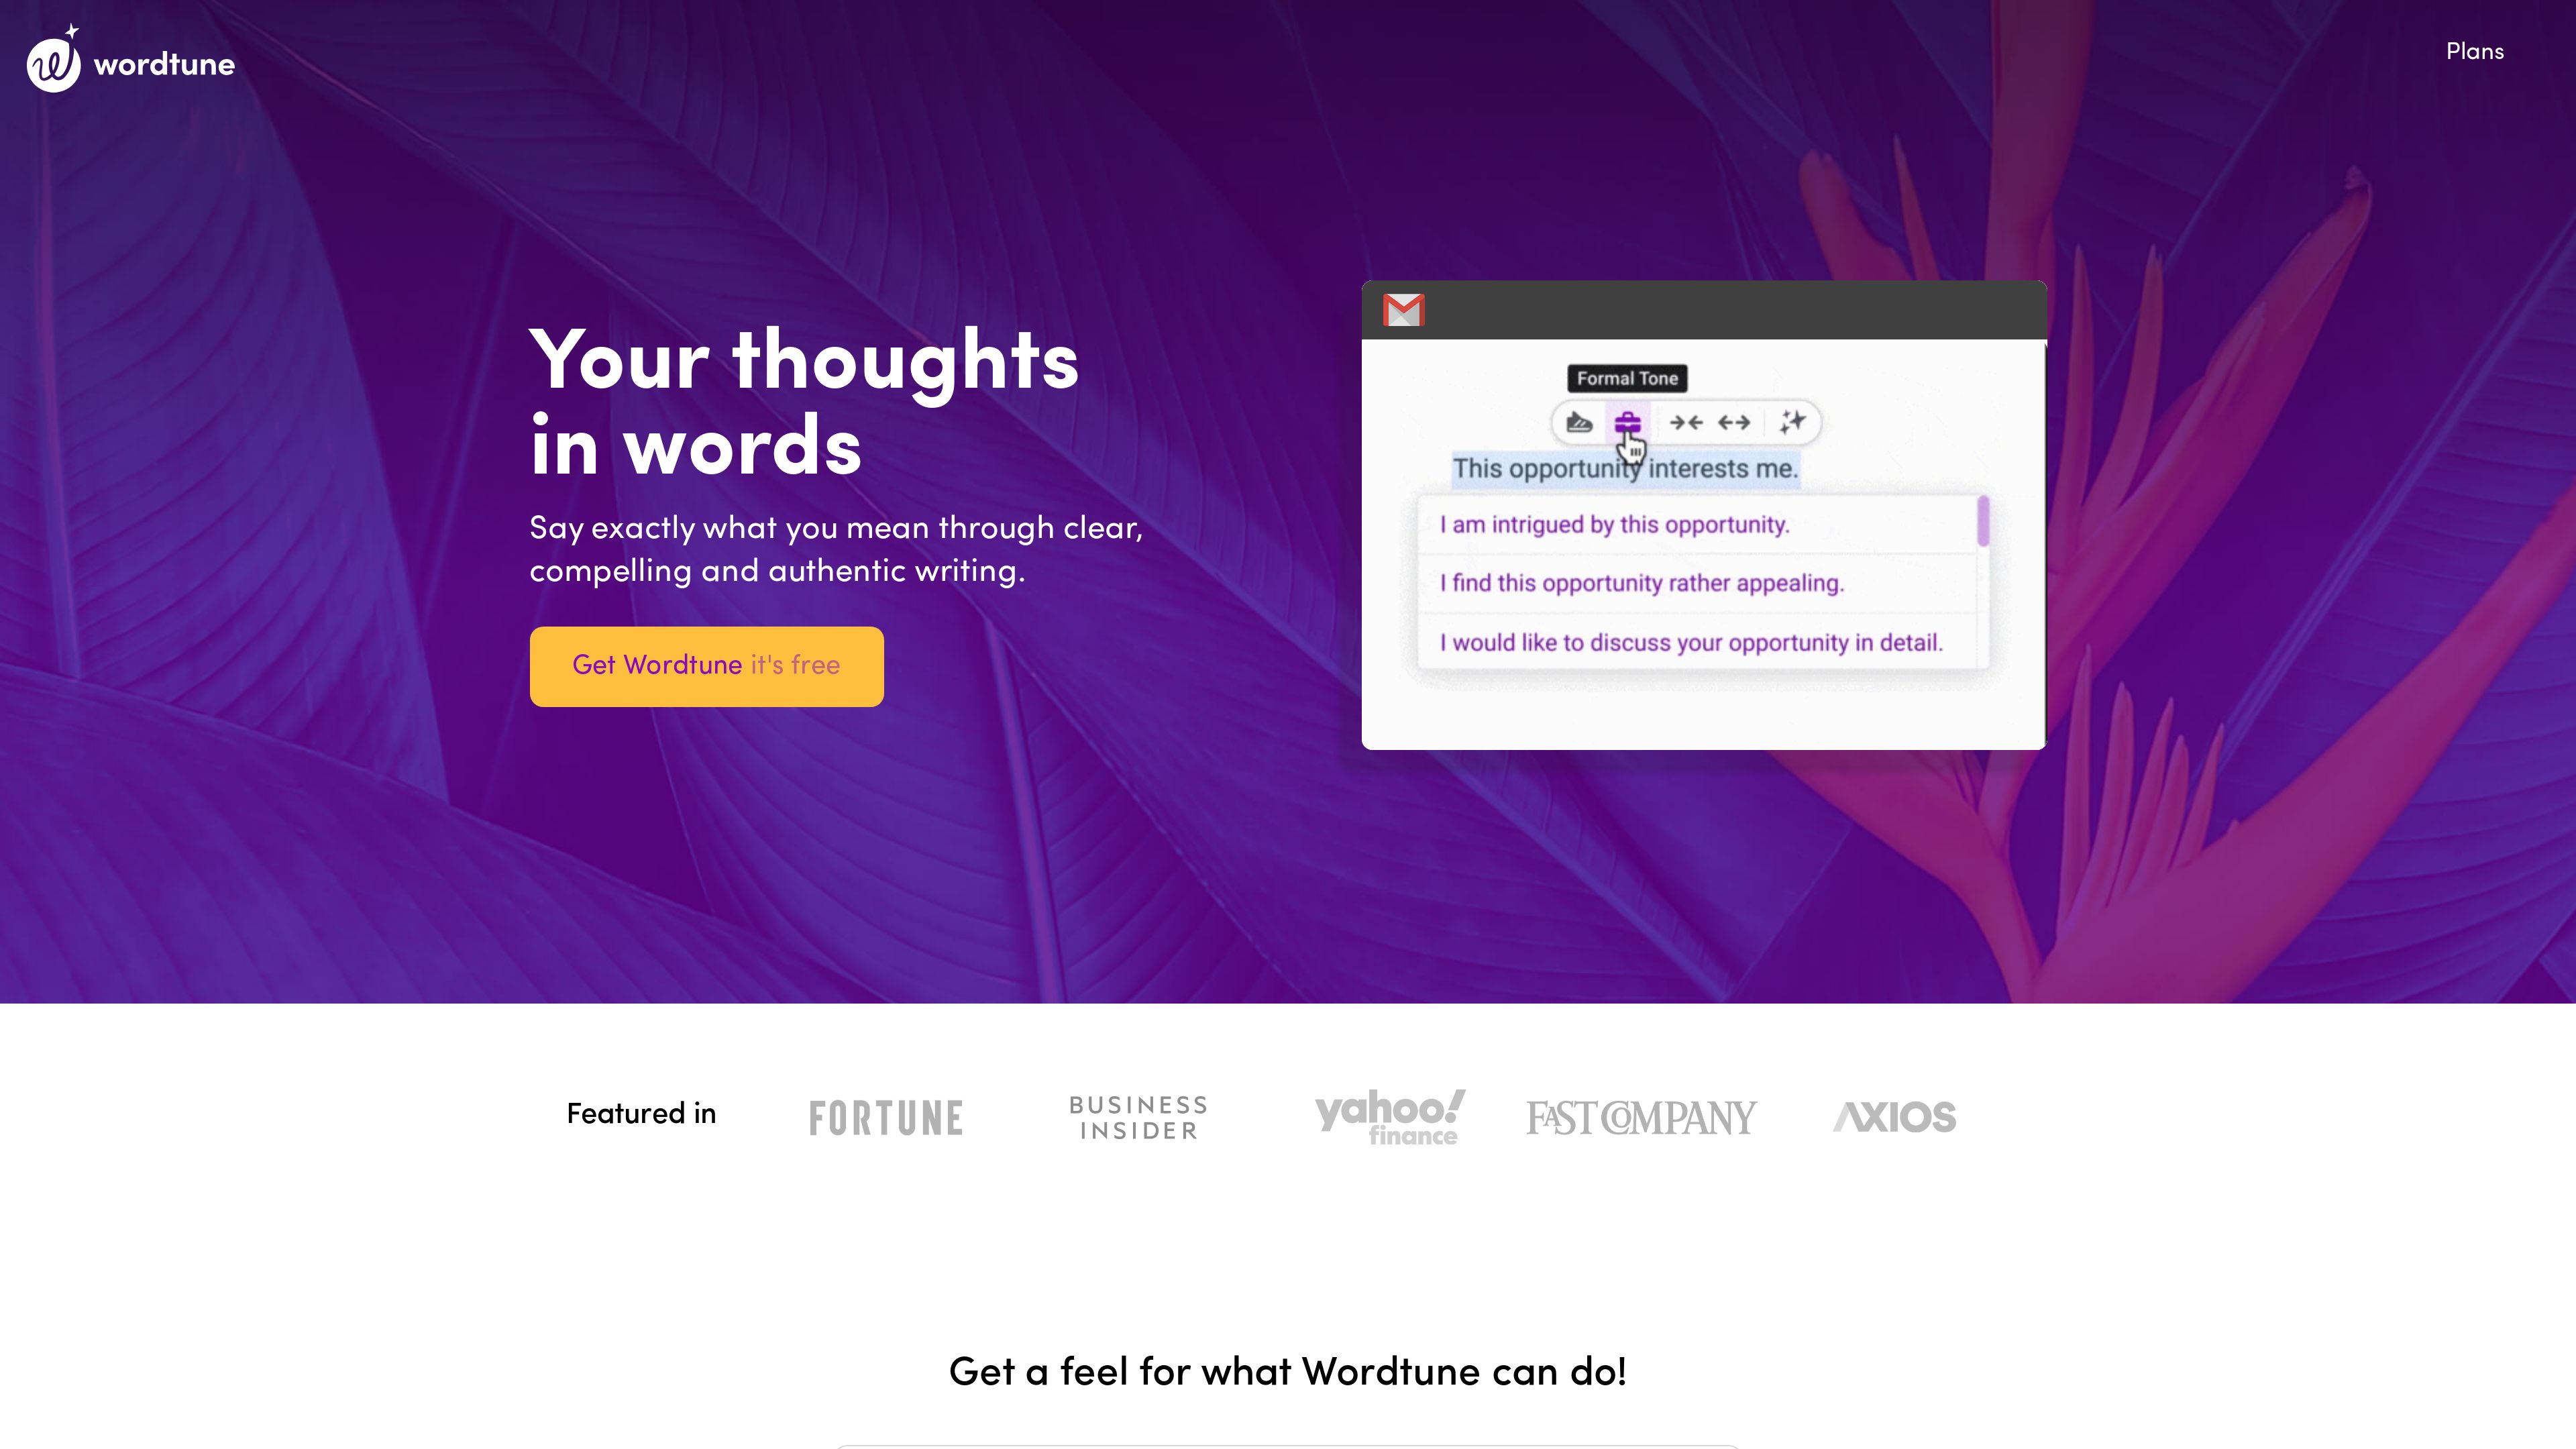 wordtune
Plans
Your thoughts
in words
Say exactly what you mean through clear,
compelling and authentic writing.
Get Wordtune it's free
Formal Tone
This opportunity interests me.
I am intrigued by this opportunity.
I find this opportunity rather appealing.
I would like to discuss your opportunity in detail.
Featured in
FORTUNE
BUSINESS
INSIDER
yahoo!
finance
FAST COMPANY
AXIOS
Get a feel for what Wordtune can do!